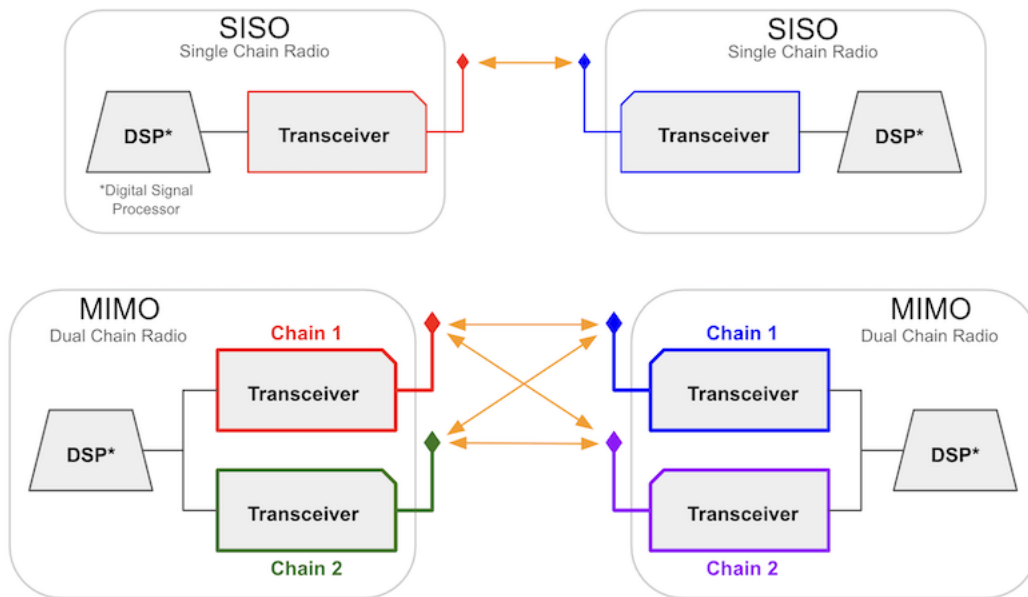 SISO
Single Chain Radio
DSP*
Transceiver
*Digital Signal
Processor
SISO
Single Chain Radio
Transceiver
DSP*
MIMO
Dual Chain Radio
Chain 1
Transceiver
DSP*
Transceiver
Chain 2
MIMO
Dual Chain Radio
Chain 1
Transceiver
DSP*
Transceiver
Chain 2